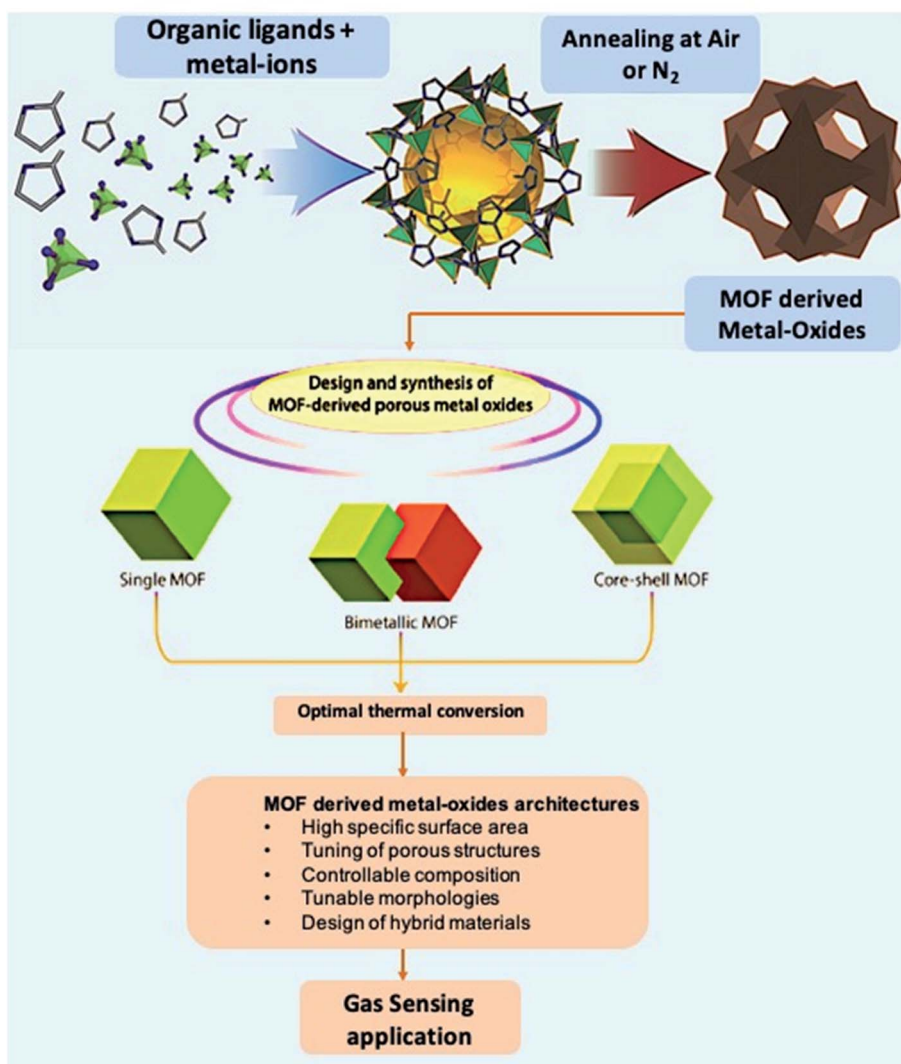 Organic ligands +
metal-ions
Annealing at Air
or N₂
MOF derived
Metal-Oxides
Design and synthesis of
MOF-derived porous metal oxides
Single MOF
Bimetallic MOF
Core-shell MOF
Optimal thermal conversion
MOF derived metal-oxides architectures
• High specific surface area
• Tuning of porous structures
• Controllable composition
• Tunable morphologies
• Design of hybrid materials
Gas Sensing
application